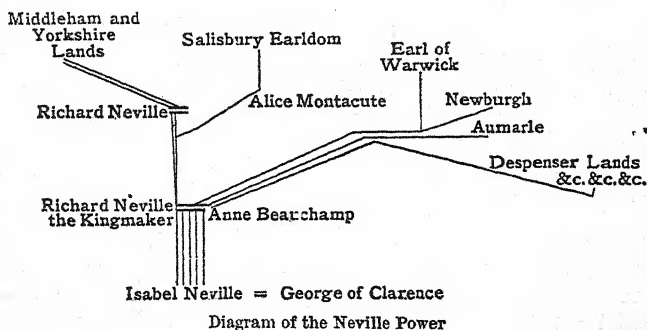 Middleham and
Yorkshire
Lands
Salisbury Earldom
Earl of
Warwick
Richard Neville
Alice Montacute
Newburgh
Aumarle
Despenser Lands
&c. &c. &c.
Richard Neville
the Kingmaker
Anne Beauchamp
Isabel Neville = George of Clarence
Diagram of the Neville Power